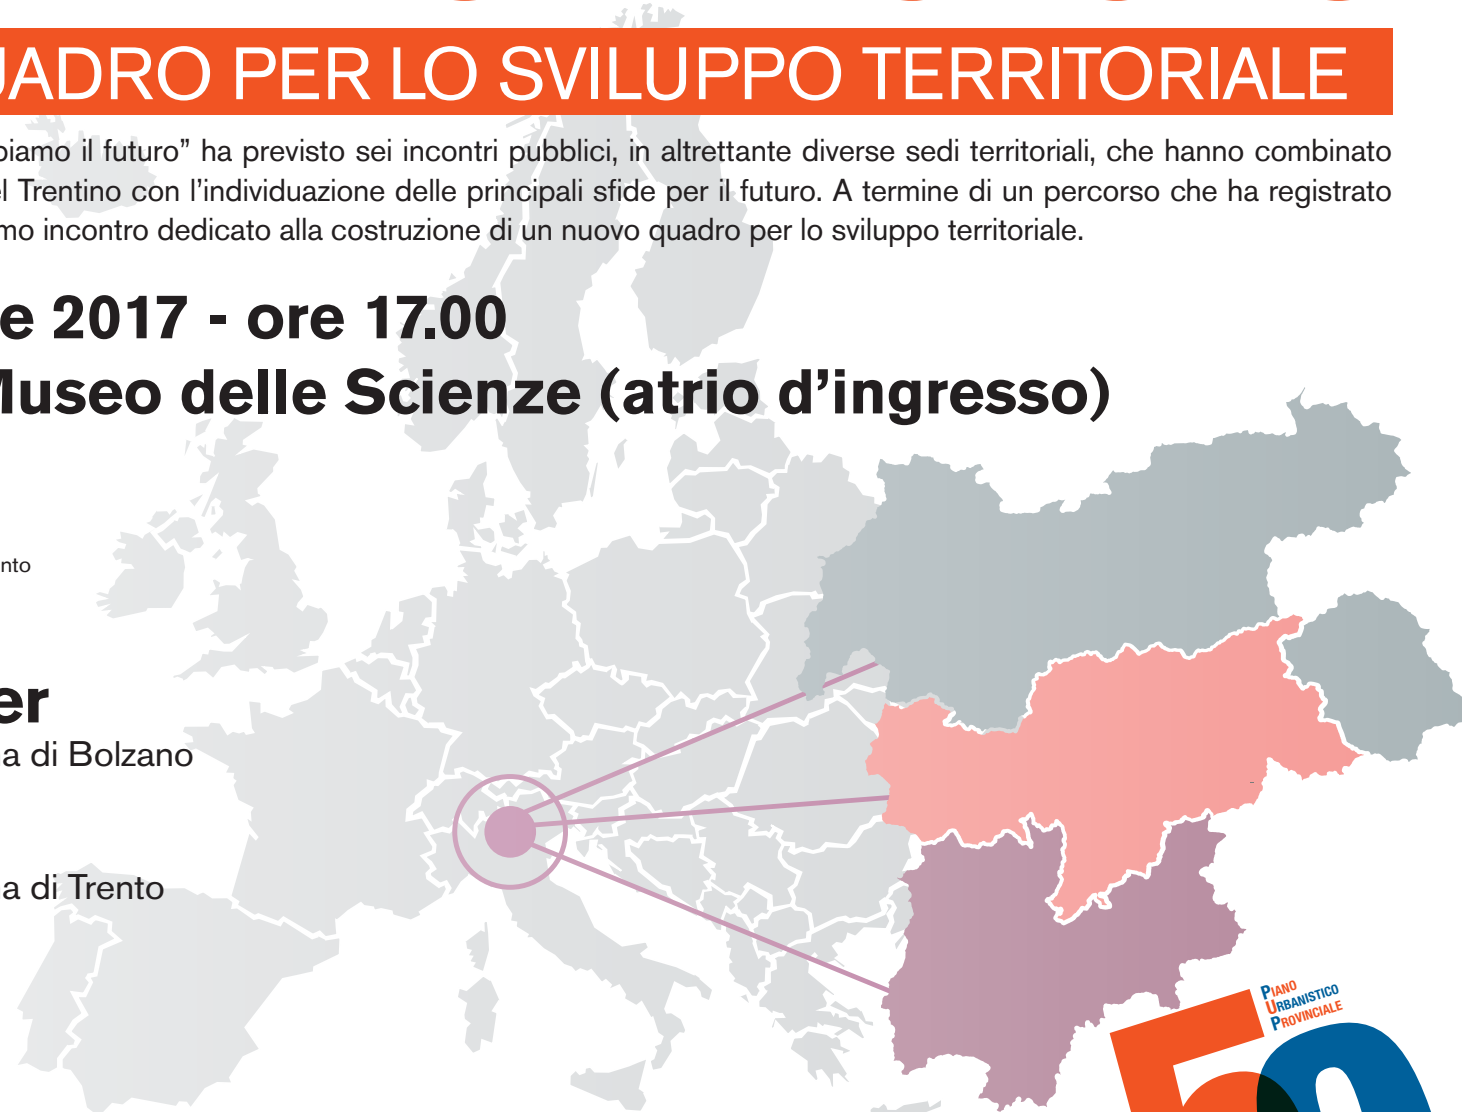 UADRO PER LO SVILUPPO TERRITORIALE
biamo il futuro” ha previsto sei incontri pubblici, in altrettante diverse sedi territoriali, che hanno combinato
el Trentino con l’individuazione delle principali sfide per il futuro. A termine di un percorso che ha registrato
mo incontro dedicato alla costruzione di un nuovo quadro per lo sviluppo territoriale.
e 2017 - ore 17.00
Museo delle Scienze (atrio d’ingresso)
nto
er
a di Bolzano
a di Trento
PIANO
URBANISTICO
PROVINCIALE
50